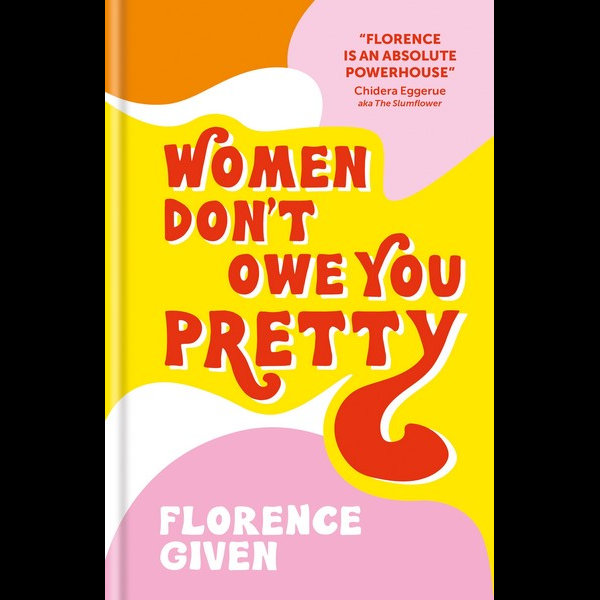 “FLORENCE
IS AN ABSOLUTE
POWERHOUSE”
Chidera Eggerue
aka The Slumflower
WOMEN
DON'T
OWE YOU
PRETTY
FLORENCE
GIVEN